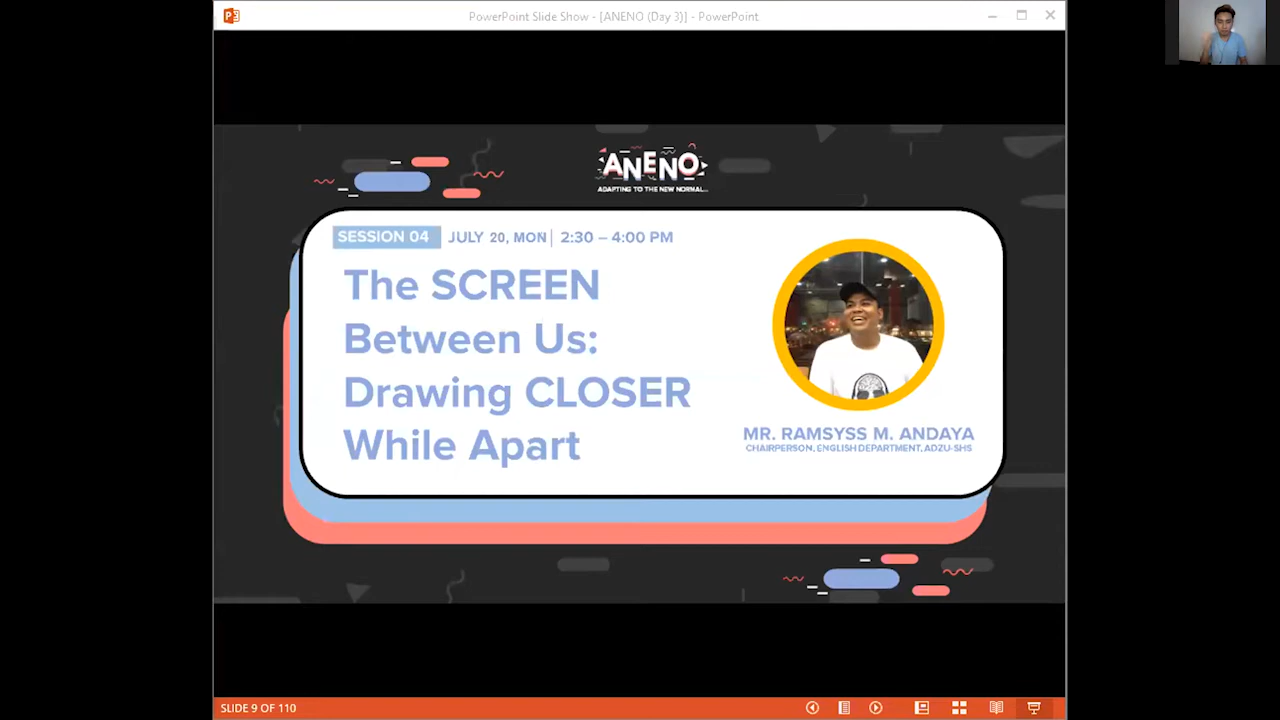 PowerPoint Slide Show - [ANENO (Day 3)] - PowerPoint
ANENO
ADAPTING TO THE NEW NORMAL...
SESSION 04 JULY 20, MON | 2:30 – 4:00 PM
The SCREEN
Between Us:
Drawing CLOSER
While Apart
MR. RAMSYSS M. ANDAYA
CHAIRPERSON, ENGLISH DEPARTMENT, ADZU-SHS
SLIDE 9 OF 110